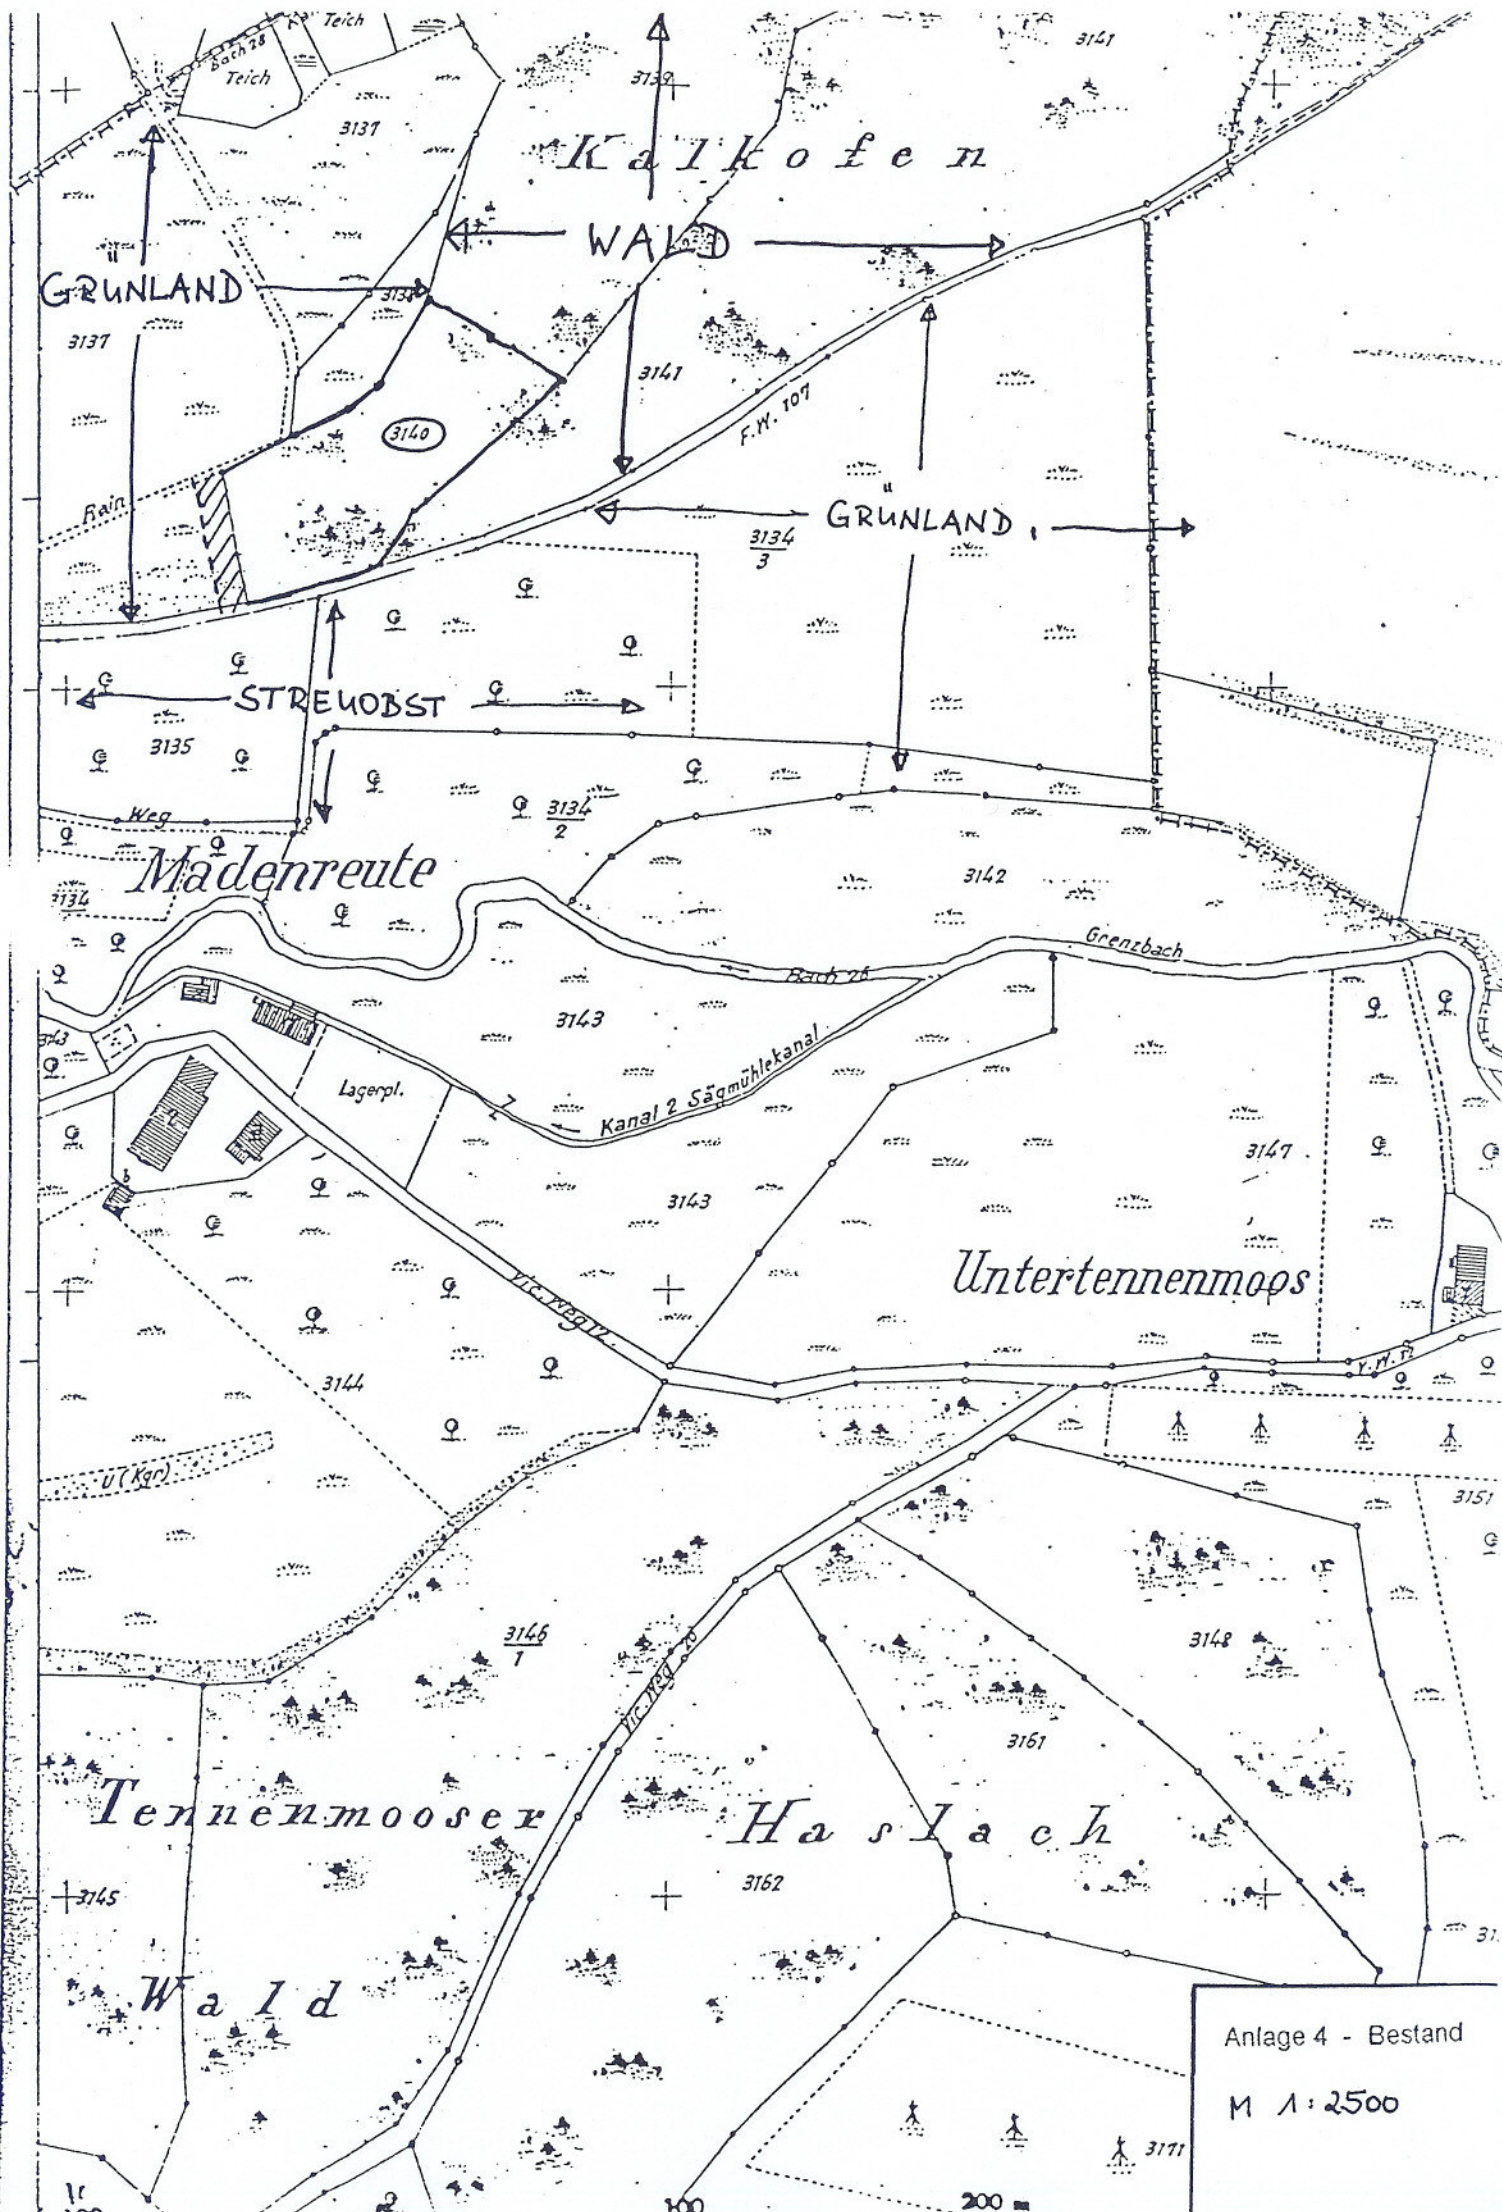 Teich
bach 28
Teich
3137
3139
3141
Kalkofen
WALD
GRÜNLAND
3137
3141
3140
F.W. 107
Rain
GRÜNLAND
3134
3
STREUOBST
3135
Weg
3134
2
Madenreute
3134
3142
Grenzbach
Bach 26
3143
3143
Kanal 2 Sägmühlekanal
Lagerpl.
3147
3143
Untertennenmoos
Vic. Weg 12
V.W. 12
3144
U (Kgr)
3151
3146
1
3148
Vic. Weg 20
3161
Tennenmooser
Haslach
3145
3162
Wald
Anlage 4 - Bestand
M 1:2500
3171
100
200 m